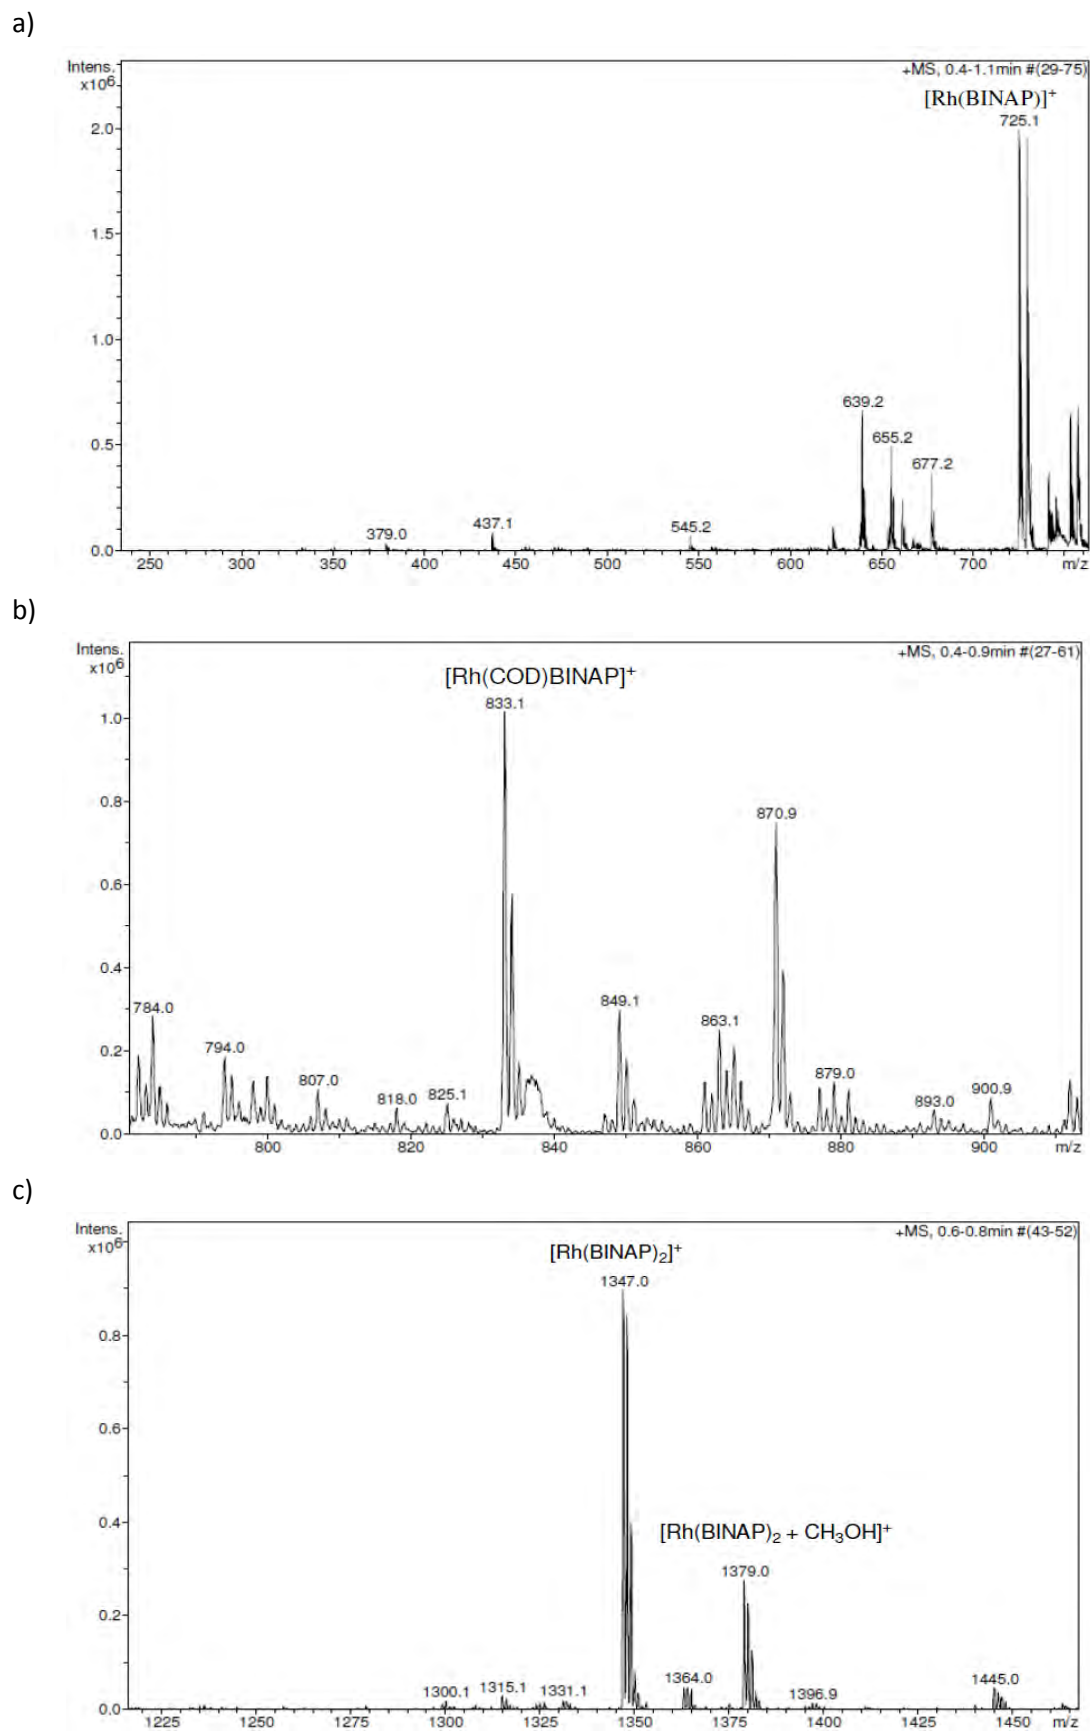 a)
Intens.
x10⁶
+MS, 0.4-1.1min #(29-75)
[Rh(BINAP)]⁺
725.1
2.0
1.5
1.0
0.5
0.0
639.2
655.2
677.2
379.0
437.1
545.2
250 300 350 400 450 500 550 600 650 700 m/z
b)
Intens.
x10⁶
+MS, 0.4-0.9min #(27-61)
[Rh(COD)BINAP]⁺
833.1
1.0
0.8
0.6
0.4
0.2
0.0
870.9
784.0
794.0
807.0
818.0
825.1
849.1
863.1
879.0
893.0
900.9
800 820 840 860 880 900 m/z
c)
Intens.
x10⁶
+MS, 0.6-0.8min #(43-52)
[Rh(BINAP)₂]⁺
1347.0
0.8
0.6
0.4
0.2
0.0
[Rh(BINAP)₂ + CH₃OH]⁺
1379.0
1300.1
1315.1
1331.1
1364.0
1396.9
1445.0
1225 1250 1275 1300 1325 1350 1375 1400 1425 1450 m/z